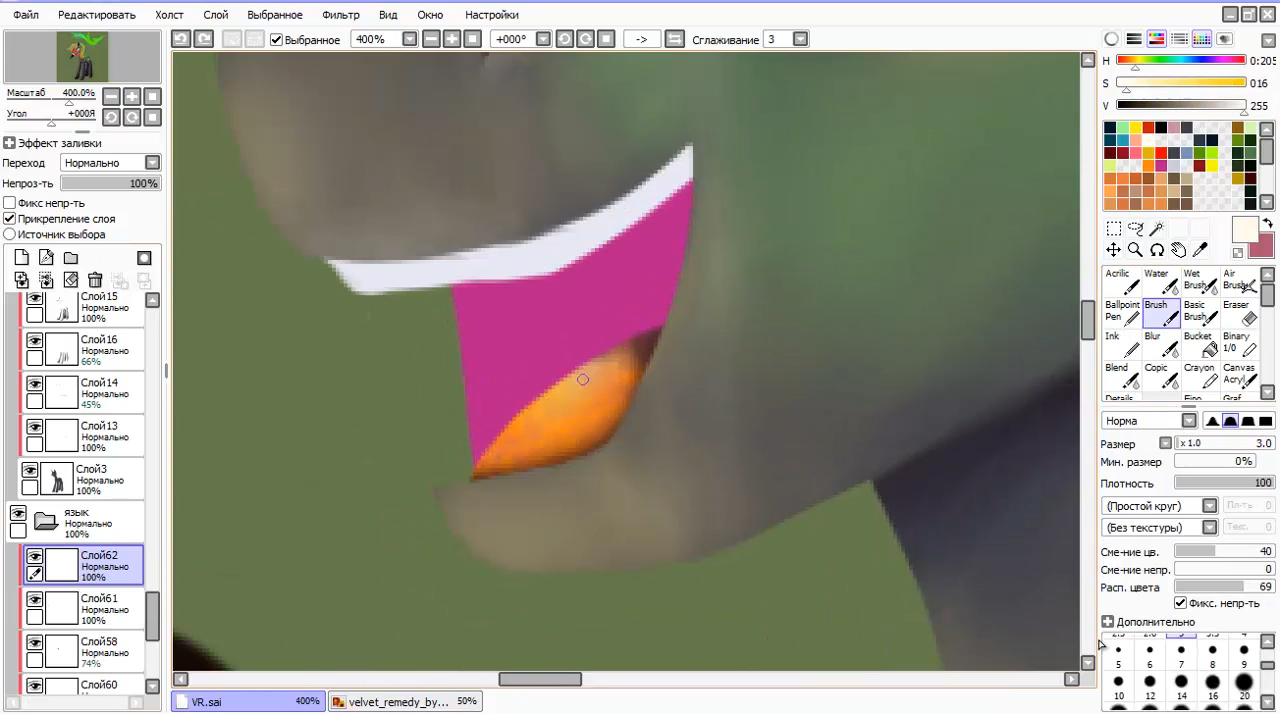 Файл Редактировать Холст Слой Выбранное Фильтр Вид Окно Настройки
Выбранное 400% +000° -> Сглаживание 3
Масштаб 400.0%
Угол +000Я
Эффект заливки
Переход Нормально
Непроз-ть 100%
Фикс непр-ть
Прикрепление слоя
Источник выбора
Слой15
Нормально
100%
Слой16
Нормально
66%
Слой14
Нормально
45%
Слой13
Нормально
100%
Слой3
Нормально
100%
язык
Нормально
100%
Слой62
Нормально
100%
Слой61
Нормально
100%
Слой58
Нормально
74%
Слой60
Нормально
VR.sai 400% velvet_remedy_by... 50%
H 0:205
S 016
V 255
Acrilic Water Wet Brush Air Brush
Ballpoint Pen Brush Basic Brush Eraser
Ink Blur Bucket Binary 1/0
Blend Copic Crayon Canvas Acryl
Details
Норма
Размер x 1.0 3.0
Мин. размер 0%
Плотность 100
(Простой круг) Пл-ть 0
(Без текстуры) Текс. 0
Сме-ние цв. 40
Сме-ние непр. 0
Расп. цвета 69
Фикс. непр-ть
Дополнительно
5 6 7 8 9
10 12 14 16 20